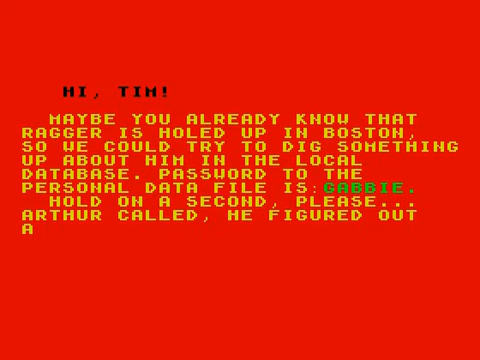 HI, TIM!
MAYBE YOU ALREADY KNOW THAT
RAGGER IS HOLED UP IN BOSTON,
SO WE COULD TRY TO DIG SOMETHING
UP ABOUT HIM IN THE LOCAL
DATABASE. PASSWORD TO THE
PERSONAL DATA FILE IS:GABBIE.
HOLD ON A SECOND, PLEASE...
ARTHUR CALLED, HE FIGURED OUT
A